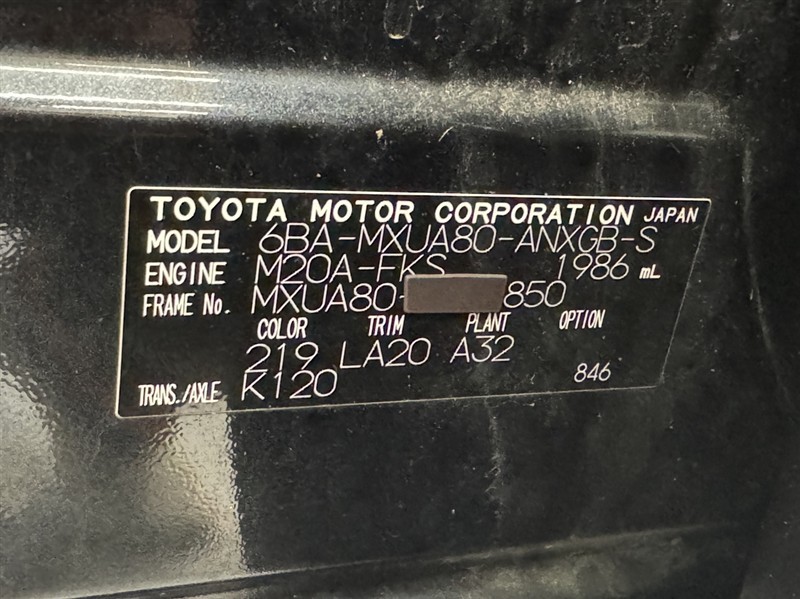 TOYOTA MOTOR CORPORATION JAPAN
MODEL 6BA-MXUA80-ANXGB-S
ENGINE M20A-FKS 1986 mL
FRAME No. MXUA80- 850
COLOR TRIM PLANT OPTION
219 LA20 A32
TRANS./AXLE K120 846